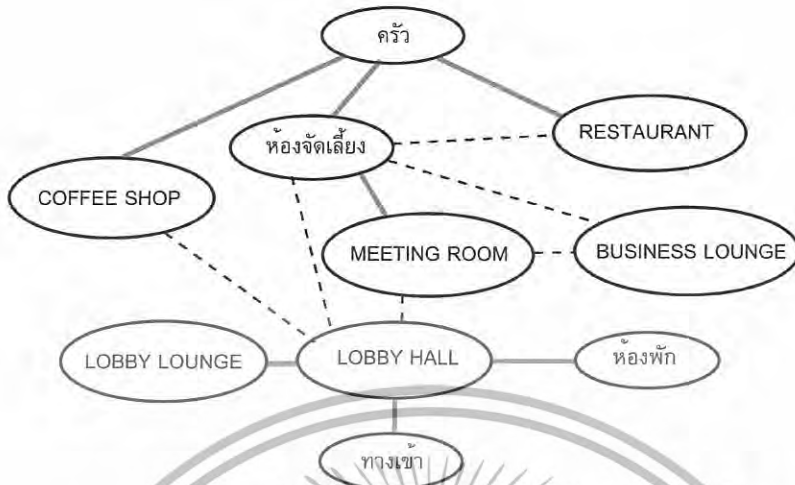 ครัว
ห้องจัดเลี้ยง
RESTAURANT
COFFEE SHOP
MEETING ROOM
BUSINESS LOUNGE
LOBBY LOUNGE
LOBBY HALL
ห้องพัก
ทางเข้า